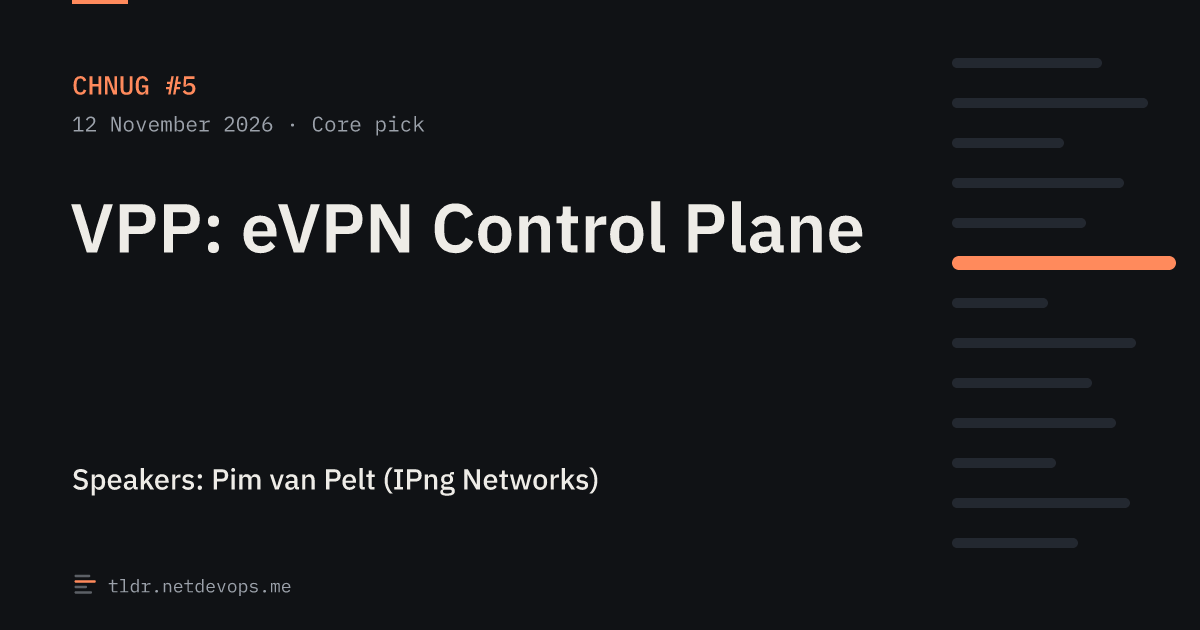 CHNUG #5
12 November 2026 · Core pick
VPP: eVPN Control Plane
Speakers: Pim van Pelt (IPng Networks)
tldr.netdevops.me